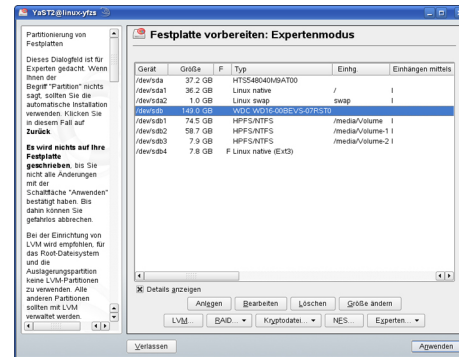 YaST2@linux-yfzs
Partitionierung von
Festplatten
Dieses Dialogfeld ist für
Experten gedacht. Wenn
Ihnen der
Begriff "Partition" nichts
sagt, sollten Sie die
automatische Installation
verwenden. Klicken Sie
in diesem Fall auf
Zurück.
Es wird nichts auf Ihre
Festplatte
geschrieben, bis Sie
nicht alle Änderungen
mit der
Schaltfläche "Anwenden"
bestätigt haben. Bis
dahin können Sie
gefahrlos abbrechen.
Bei der Einrichtung von
LVM wird empfohlen, für
das Root-Dateisystem
und die
Auslagerungspartition
keine LVM-Partitionen
zu verwenden. Alle
anderen Partitionen
sollten mit LVM
verwaltet werden.
Festplatte vorbereiten: Expertenmodus
Gerät Größe F Typ Einhg. Einhängen mittels
/dev/sda 37.2 GB HTS548040M9AT00
/dev/sda1 36.2 GB Linux native / I
/dev/sda2 1.0 GB Linux swap swap I
/dev/sdb 149.0 GB WDC WD16-00BEVS-07RST0
/dev/sdb1 74.5 GB HPFS/NTFS /media/Volume I
/dev/sdb2 58.7 GB HPFS/NTFS /media/Volume-1 I
/dev/sdb3 7.9 GB HPFS/NTFS /media/Volume-2 I
/dev/sdb4 7.8 GB F Linux native (Ext3)
Details anzeigen
Anlegen Bearbeiten Löschen Größe ändern
LVM... RAID... Kryptodatei... NFS... Experten...
Verlassen Anwenden